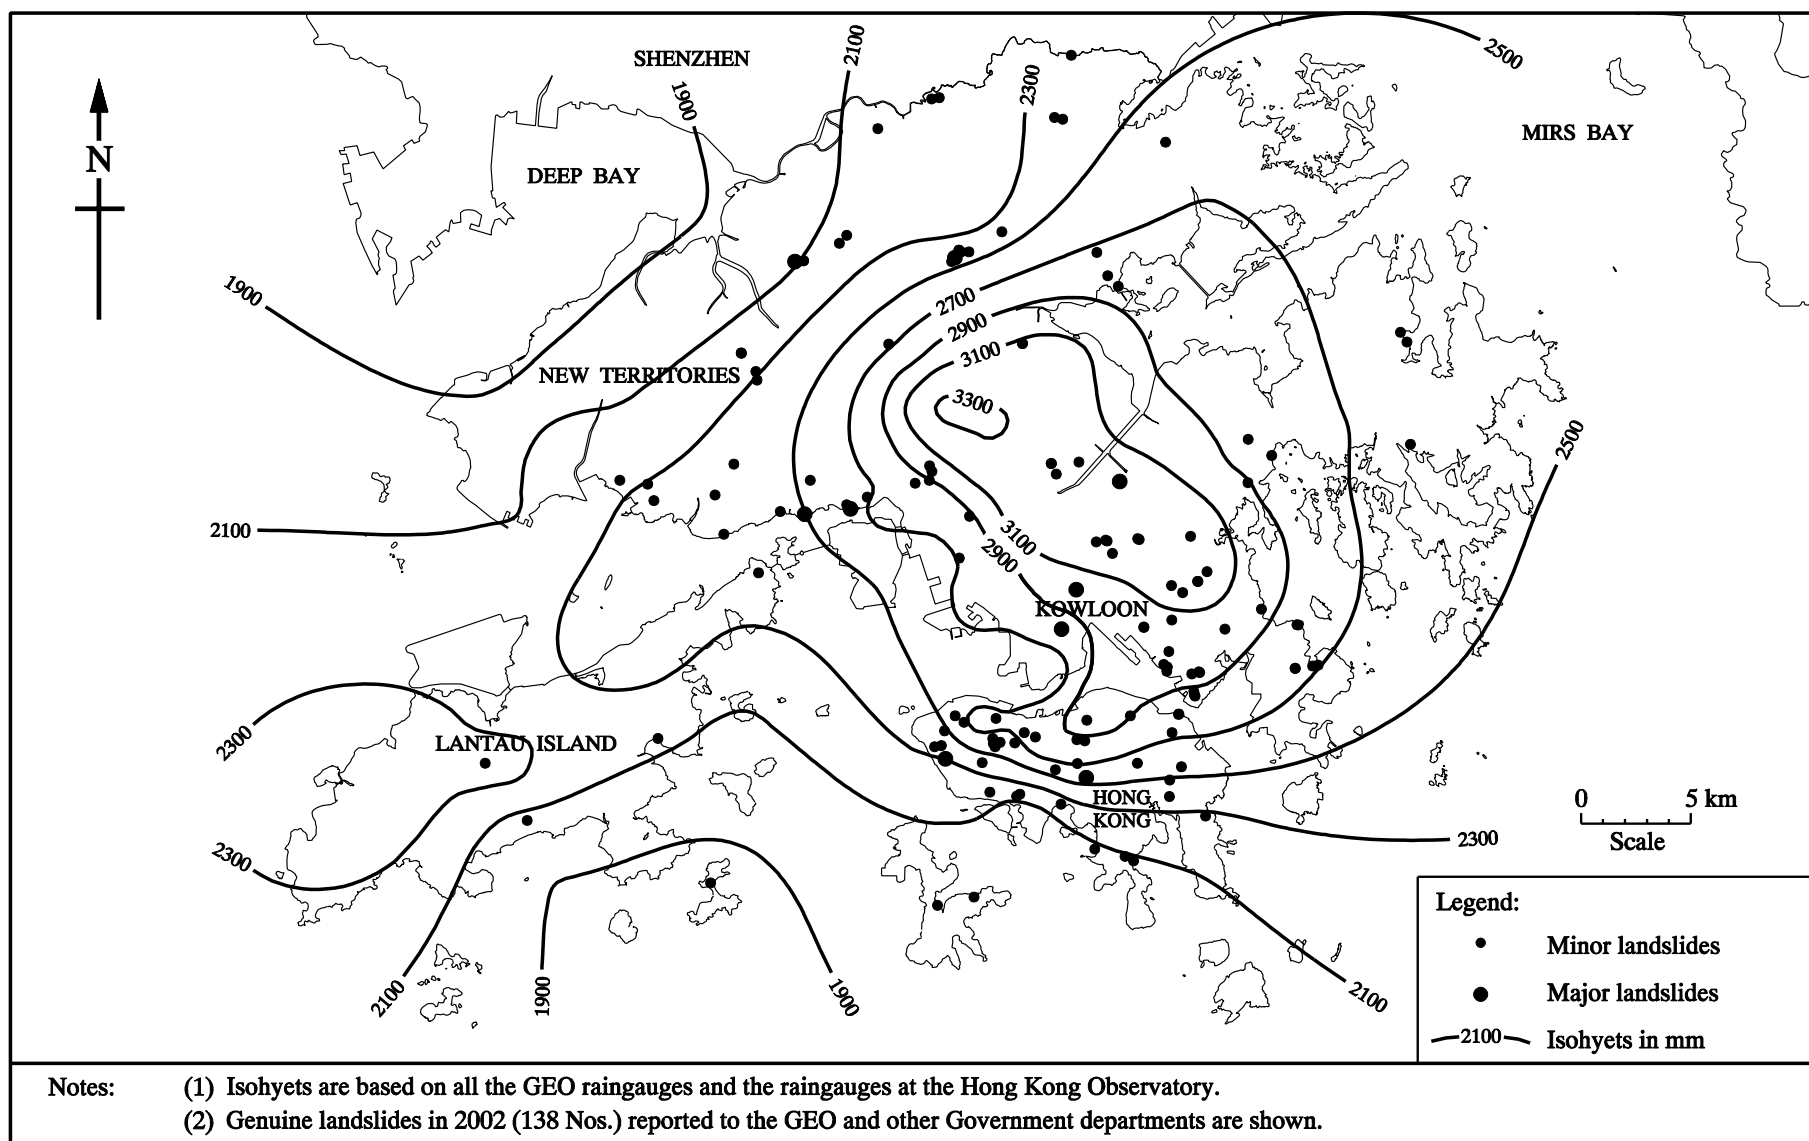 2100
SHENZHEN
2500
2300
1900
MIRS BAY
N
DEEP BAY
1900
2700
2900
3100
NEW TERRITORIES
3300
2500
2100
3100
2900
KOWLOON
2300
LANTAU ISLAND
HONG
KONG
0 5 km
Scale
2300
2300
2100
1900
1900
2100
Legend:
Minor landslides
Major landslides
2100 Isohyets in mm
Notes: (1) Isohyets are based on all the GEO raingauges and the raingauges at the Hong Kong Observatory.
(2) Genuine landslides in 2002 (138 Nos.) reported to the GEO and other Government departments are shown.